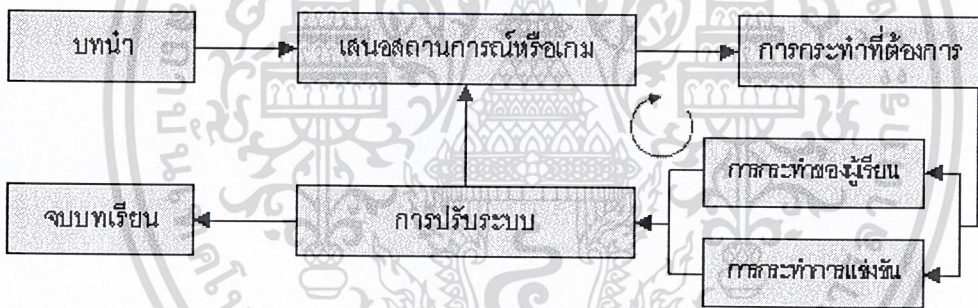 บทนำ
เสนอสถานการณ์หรือเกม
การกระทำที่ต้องการ
การกระทำของผู้เรียน
จบบทเรียน
การปรับระบบ
การกระทำการแข่งขัน